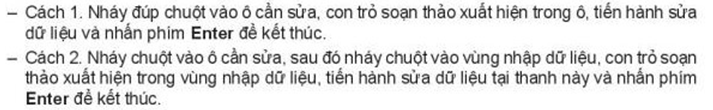 – Cách 1. Nháy đúp chuột vào ô cần sửa, con trỏ soạn thảo xuất hiện trong ô, tiến hành sửa
dữ liệu và nhấn phím Enter để kết thúc.
– Cách 2. Nháy chuột vào ô cần sửa, sau đó nháy chuột vào vùng nhập dữ liệu, con trỏ soạn
thảo xuất hiện trong vùng nhập dữ liệu, tiến hành sửa dữ liệu tại thanh này và nhấn phím
Enter để kết thúc.